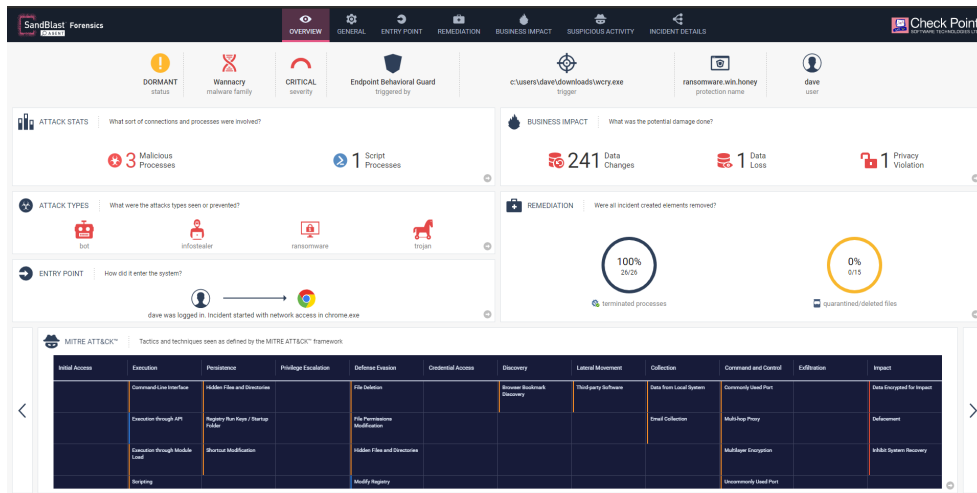 SandBlast Forensics
AGENT
OVERVIEW
GENERAL
ENTRY POINT
REMEDIATION
BUSINESS IMPACT
SUSPICIOUS ACTIVITY
INCIDENT DETAILS
Check Point
SOFTWARE TECHNOLOGIES LTD
DORMANT
status
Wannacry
malware family
CRITICAL
severity
Endpoint Behavioral Guard
triggered by
c:\users\dave\downloads\wcry.exe
trigger
ransomware.win.honey
protection name
dave
user
ATTACK STATS
What sort of connections and processes were involved?
3 Malicious Processes
1 Script Processes
BUSINESS IMPACT
What was the potential damage done?
241 Data Changes
1 Data Loss
1 Privacy Violation
ATTACK TYPES
What were the attacks types seen or prevented?
bot
infostealer
ransomware
trojan
REMEDIATION
Were all incident created elements removed?
100%
26/26
terminated processes
0%
0/15
quarantined/deleted files
ENTRY POINT
How did it enter the system?
dave was logged in. Incident started with network access in chrome.exe
MITRE ATT&CK™
Tactics and techniques seen as defined by the MITRE ATT&CK™ framework
Initial Access
Execution
Persistence
Privilege Escalation
Defense Evasion
Credential Access
Discovery
Lateral Movement
Collection
Command and Control
Exfiltration
Impact
Command-Line Interface
Hidden Files and Directories
File Deletion
Browser Bookmark Discovery
Third-party Software
Data from Local System
Commonly Used Port
Data Encrypted for Impact
Execution through API
Registry Run Keys / Startup Folder
File Permissions Modification
Email Collection
Multi-hop Proxy
Defacement
Execution through Module Load
Shortcut Modification
Hidden Files and Directories
Multilayer Encryption
Inhibit System Recovery
Scripting
Modify Registry
Uncommonly Used Port